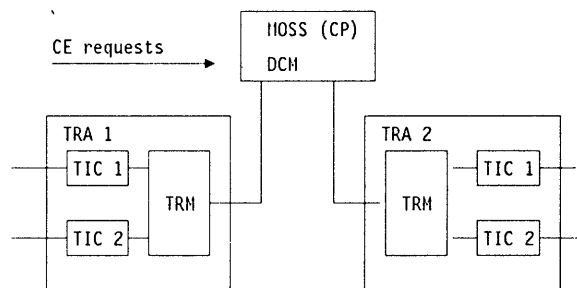 MOSS (CP)
CE requests
DCM
TRA 1
TRA 2
TIC 1
TIC 1
TRM
TRM
TIC 2
TIC 2